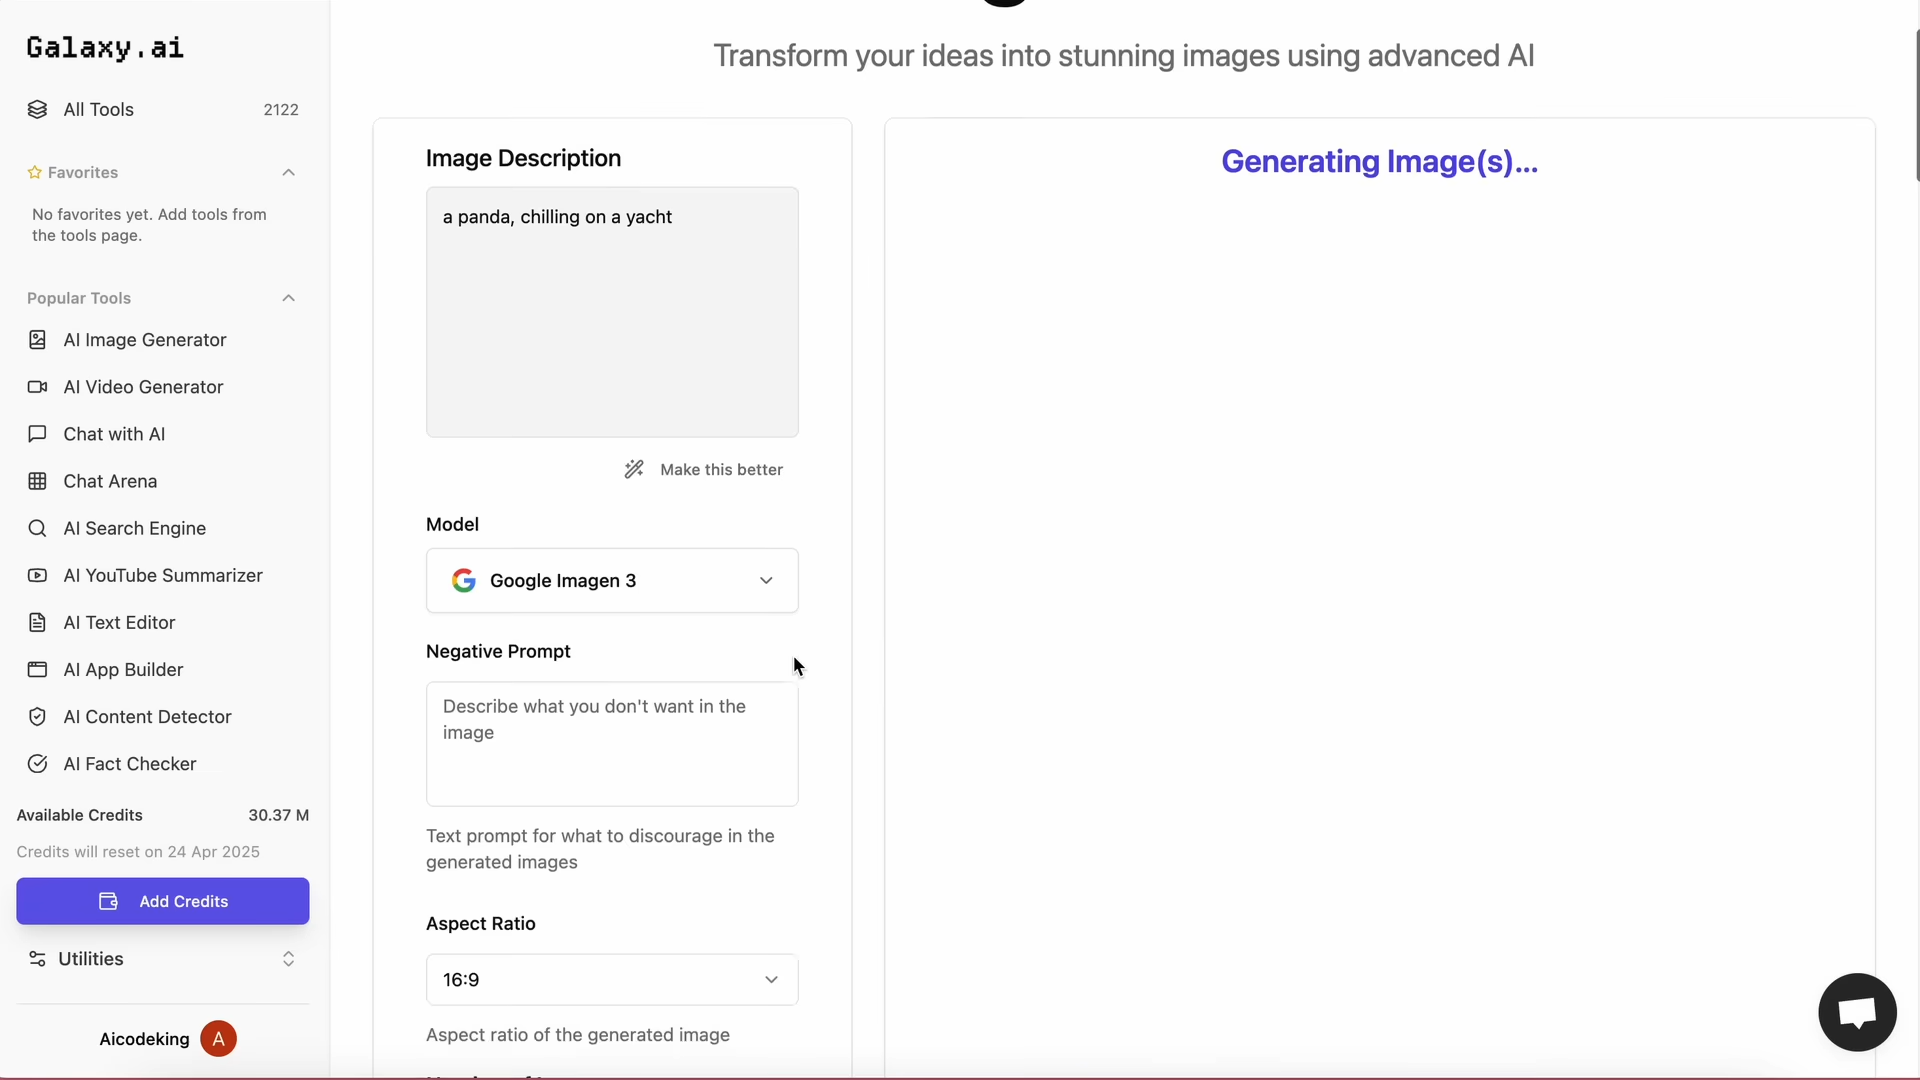 Galaxy.ai
All Tools 2122
Favorites
No favorites yet. Add tools from
the tools page.
Popular Tools
AI Image Generator
AI Video Generator
Chat with AI
Chat Arena
AI Search Engine
AI YouTube Summarizer
AI Text Editor
AI App Builder
AI Content Detector
AI Fact Checker
Available Credits 30.37 M
Credits will reset on 24 Apr 2025
Add Credits
Utilities
Aicodeking A
Transform your ideas into stunning images using advanced AI
Image Description
a panda, chilling on a yacht
Make this better
Model
Google Imagen 3
Negative Prompt
Describe what you don't want in the
image
Text prompt for what to discourage in the
generated images
Aspect Ratio
16:9
Aspect ratio of the generated image
Generating Image(s)...